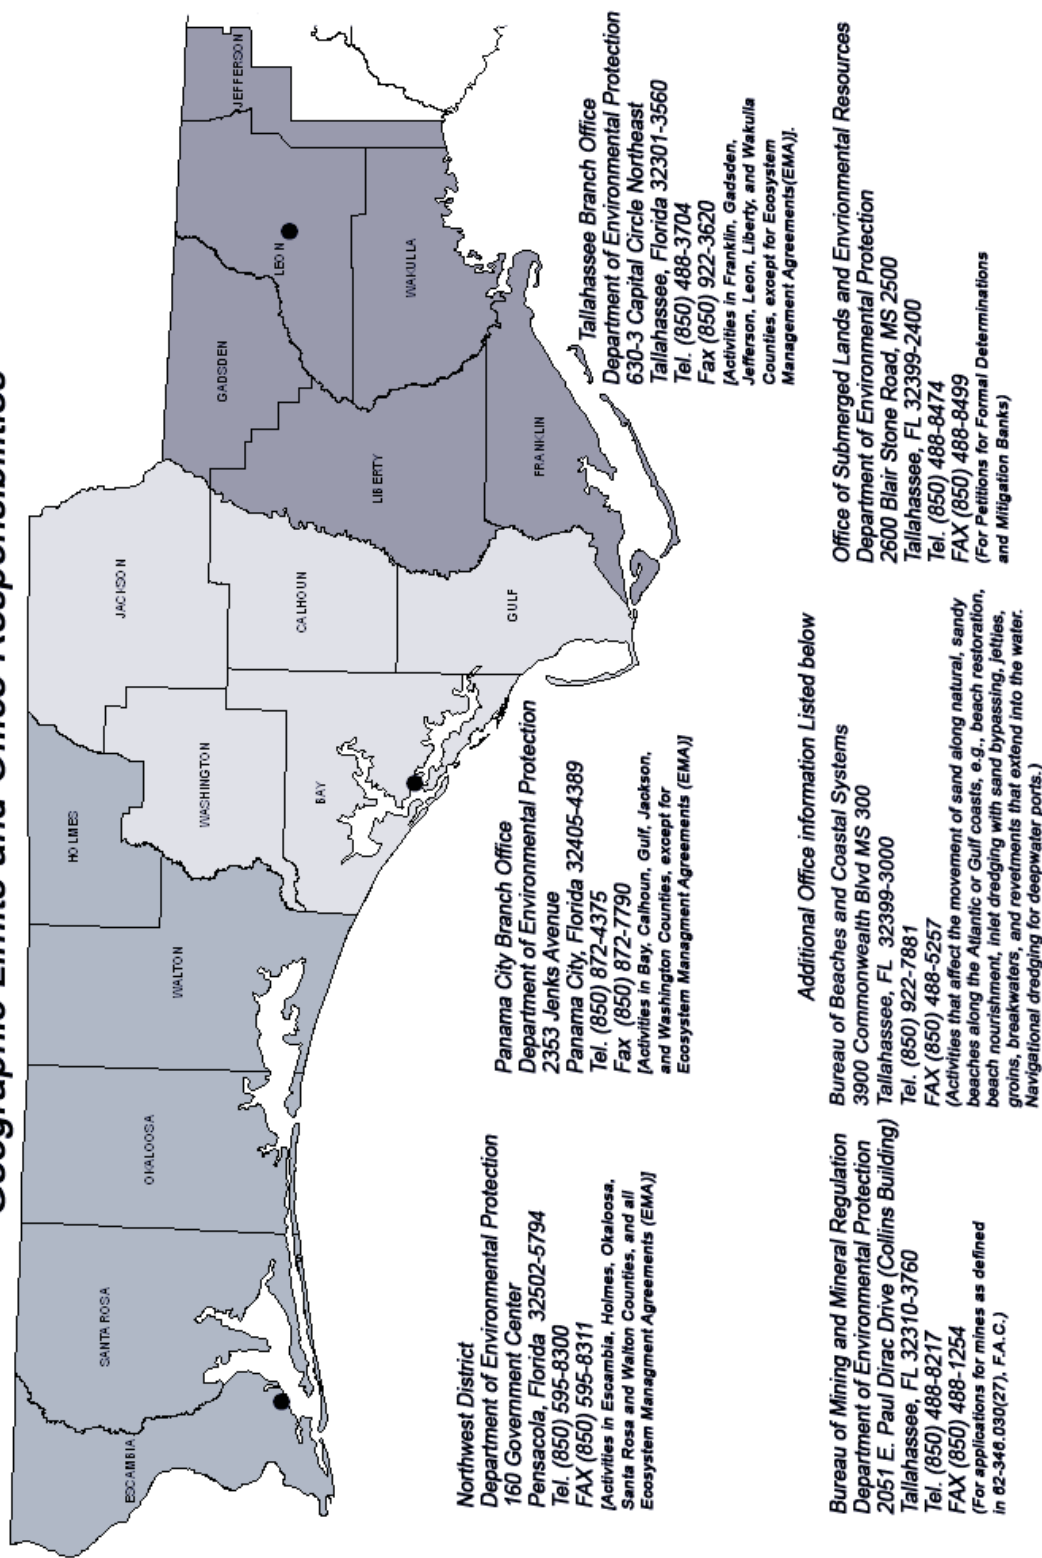 Geographic Limits and Office Responsibilities
ESCAMBIA
SANTA ROSA
OKALOOSA
WALTON
HOLMES
WASHINGTON
BAY
JACKSON
CALHOUN
GULF
GADSDEN
LIBERTY
FRANKLIN
LEON
WAKULLA
JEFFERSON
Northwest District
Department of Environmental Protection
160 Government Center
Pensacola, Florida 32502-5794
Tel. (850) 595-8300
FAX (850) 595-8311
[Activities in Escambia, Holmes, Okaloosa,
Santa Rosa and Walton Counties, and all
Ecosystem Managment Agreements (EMA)]
Panama City Branch Office
Department of Environmental Protection
2353 Jenks Avenue
Panama City, Florida 32405-4389
Tel. (850) 872-4375
Fax (850) 872-7790
[Activities in Bay, Calhoun, Gulf, Jackson,
and Washington Counties, except for
Ecosystem Managment Agreements (EMA)]
Tallahassee Branch Office
Department of Environmental Protection
630-3 Capital Circle Northeast
Tallahassee, Florida 32301-3560
Tel. (850) 488-3704
Fax (850) 922-3620
[Activities in Franklin, Gadsden,
Jefferson, Leon, Liberty, and Wakulla
Counties, except for Ecosystem
Management Agreements(EMA)].
Additional Office information Listed below
Bureau of Mining and Mineral Regulation
Department of Environmental Protection
2051 E. Paul Dirac Drive (Collins Building)
Tallahassee, FL 32310-3760
Tel. (850) 488-8217
FAX (850) 488-1254
(For applications for mines as defined
in 62-346.030(27), F.A.C.)
Bureau of Beaches and Coastal Systems
3900 Commonwealth Blvd MS 300
Tallahassee, FL 32399-3000
Tel. (850) 922-7881
FAX (850) 488-5257
(Activities that affect the movement of sand along natural, sandy
beaches along the Atlantic or Gulf coasts, e.g., beach restoration,
beach nourishment, inlet dredging with sand bypassing, jetties,
groins, breakwaters, and revetments that extend into the water.
Navigational dredging for deepwater ports.)
Office of Submerged Lands and Envrionmental Resources
Department of Environmental Protection
2600 Blair Stone Road, MS 2500
Tallahassee, FL 32399-2400
Tel. (850) 488-8474
FAX (850) 488-8499
(For Petitions for Formal Determinations
and Mitigation Banks)